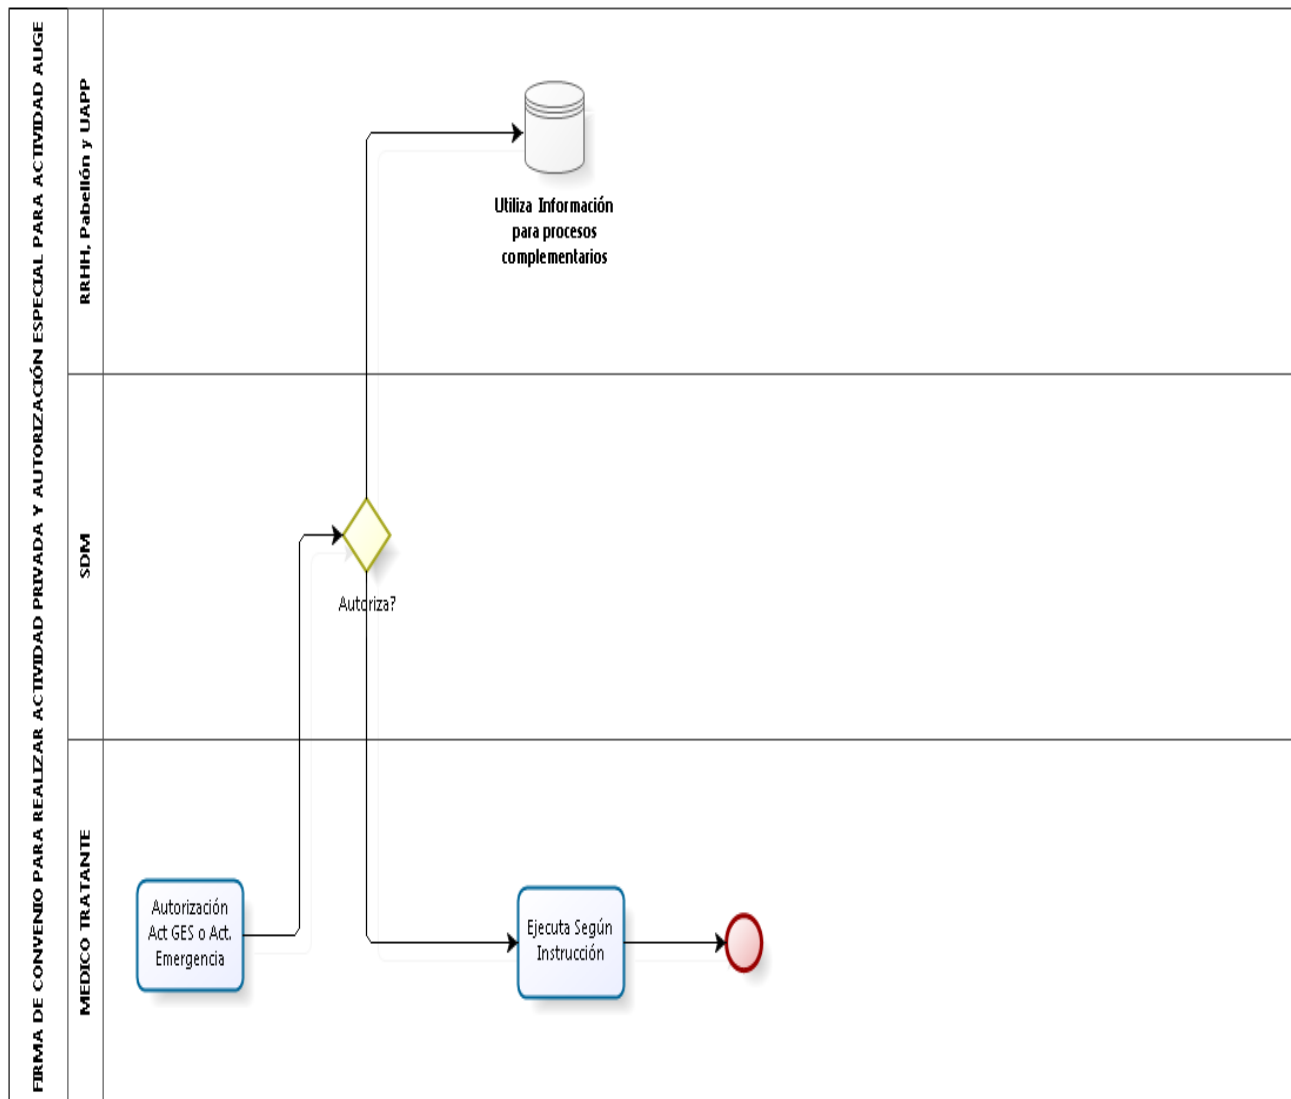 FIRMA DE CONVENIO PARA REALIZAR ACTIVIDAD PRIVADA Y AUTORIZACIÓN ESPECIAL PARA ACTIVIDAD AUGE
RRHH, Pabellón y UAPP
Utiliza Información
para procesos
complementarios
SDM
Autoriza?
MEDICO TRATANTE
Autorización
Act GES o Act.
Emergencia
Ejecuta Según
Instrucción